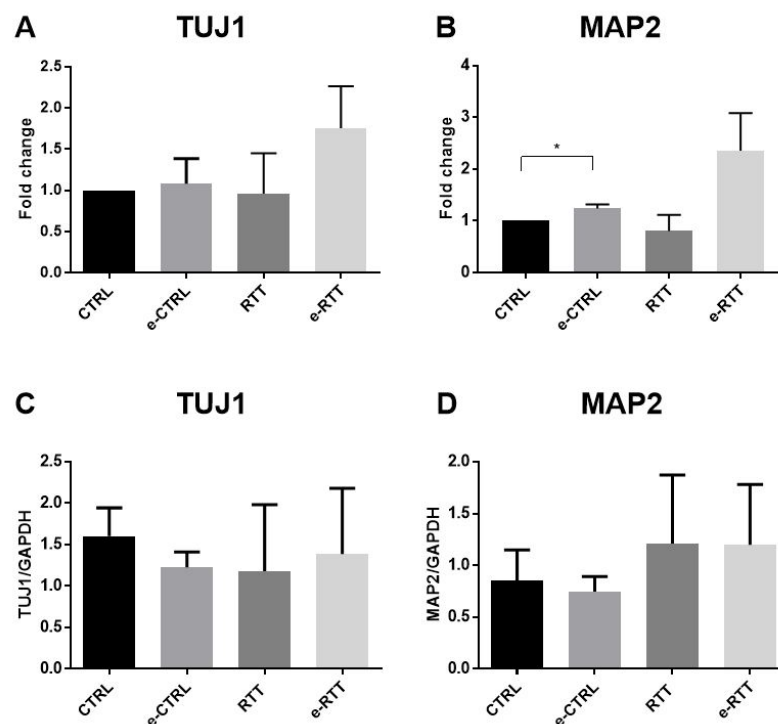 A TUJ1
Fold change
2.5
2.0
1.5
1.0
0.5
0.0
CTRL e-CTRL RTT e-RTT
B MAP2
Fold change
4
3
2
1
0
*
CTRL e-CTRL RTT e-RTT
C TUJ1
TUJ1/GAPDH
2.5
2.0
1.5
1.0
0.5
0.0
CTRL e-CTRL RTT e-RTT
D MAP2
MAP2/GAPDH
2.0
1.5
1.0
0.5
0.0
CTRL e-CTRL RTT e-RTT